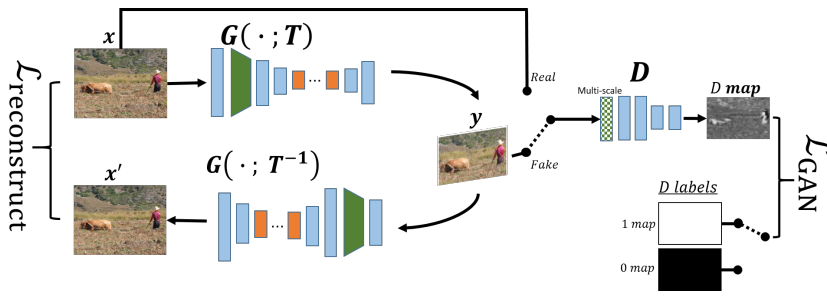 x
G( · ; T)
Real
D
Multi-scale
D map
ℒreconstruct
y
Fake
x′
G( · ; T⁻¹)
ℒGAN
D labels
1 map
0 map